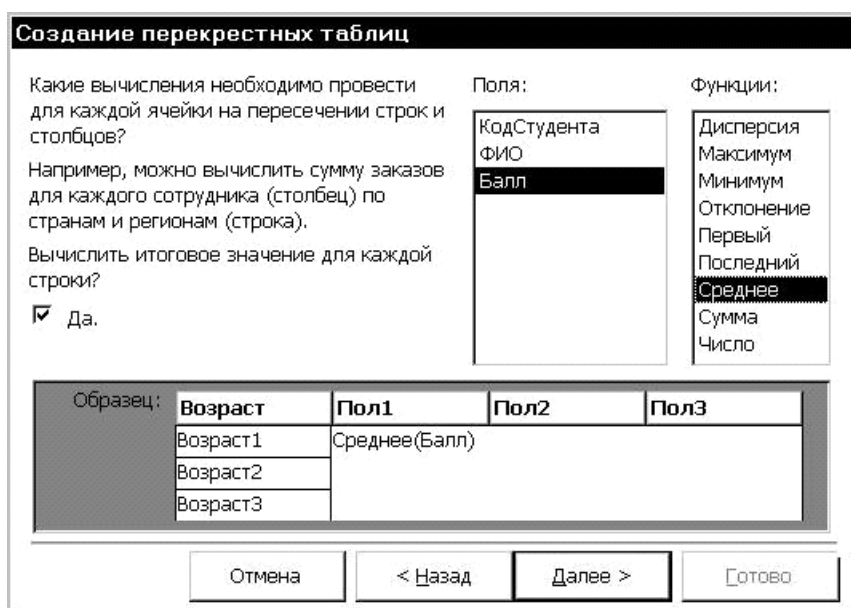 Создание перекрестных таблиц
Какие вычисления необходимо провести
для каждой ячейки на пересечении строк и
столбцов?
Например, можно вычислить сумму заказов
для каждого сотрудника (столбец) по
странам и регионам (строка).
Вычислить итоговое значение для каждой
строки?
Да.
Поля:
КодСтудента
ФИО
Балл
Функции:
Дисперсия
Максимум
Минимум
Отклонение
Первый
Последний
Среднее
Сумма
Число
Образец:
Возраст Пол1 Пол2 Пол3
Возраст1 Среднее(Балл)
Возраст2
Возраст3
Отмена < Назад Далее > Готово